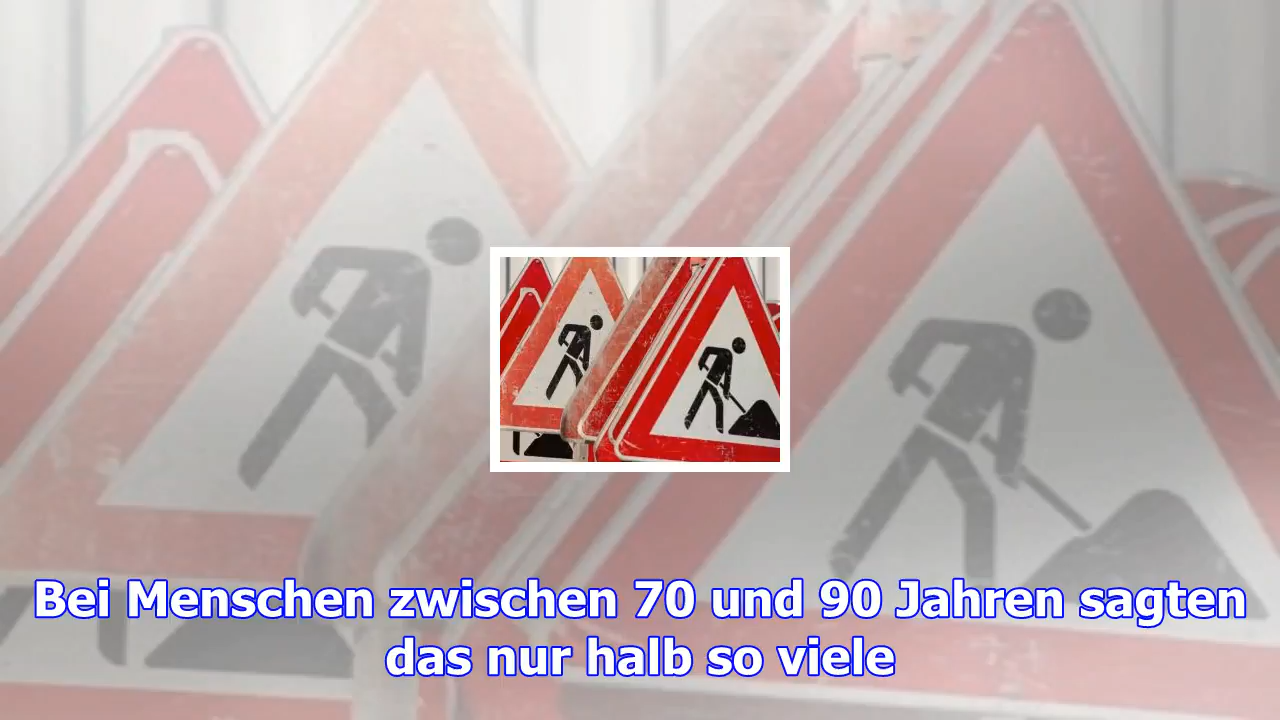 Bei Menschen zwischen 70 und 90 Jahren sagten
das nur halb so viele